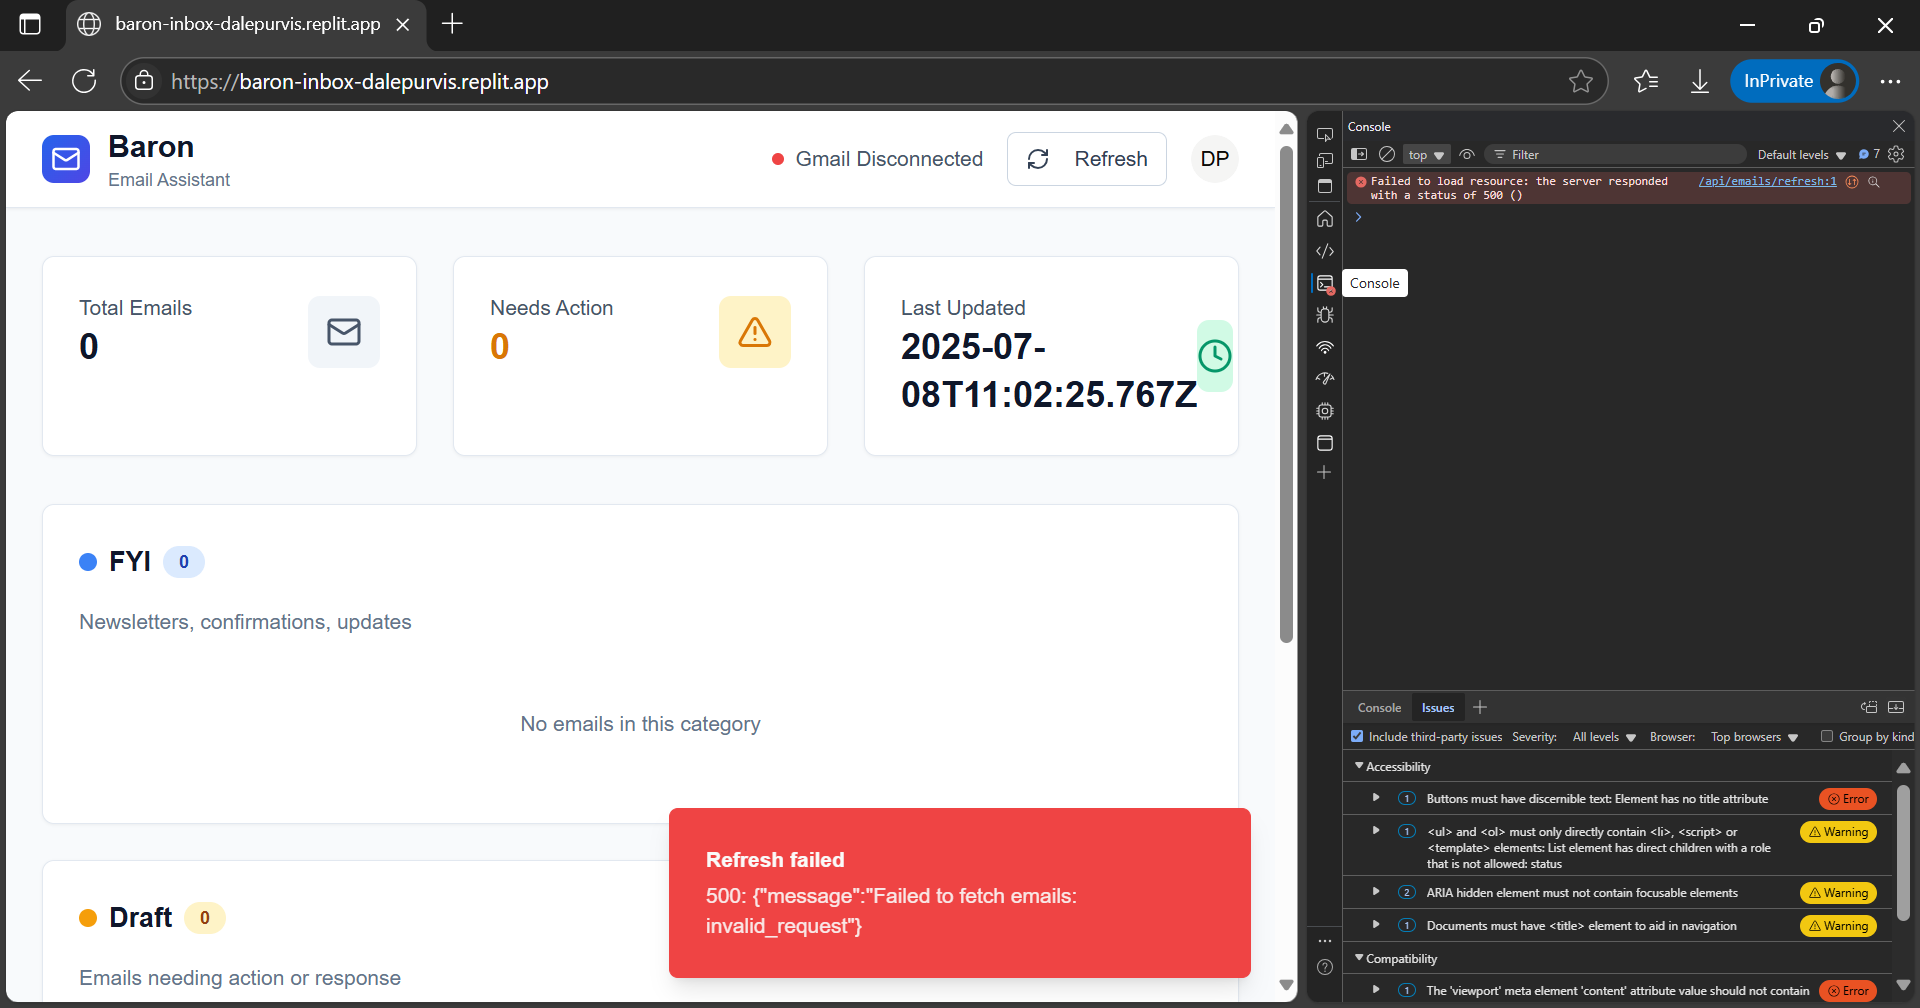 baron-inbox-dalepurvis.replit.app
https://baron-inbox-dalepurvis.replit.app
InPrivate
Baron
Email Assistant
Gmail Disconnected
Refresh
DP
Total Emails
0
Needs Action
0
Last Updated
2025-07-
08T11:02:25.767Z
FYI 0
Newsletters, confirmations, updates
No emails in this category
Draft 0
Emails needing action or response
Refresh failed
500: {"message":"Failed to fetch emails:
invalid_request"}
Console
top
Filter
Default levels
7
Failed to load resource: the server responded /api/emails/refresh:1
with a status of 500 ()
Console
Console
Issues
Include third-party issues Severity: All levels Browser: Top browsers Group by kind
Accessibility
1 Buttons must have discernible text: Element has no title attribute Error
1 <ul> and <ol> must only directly contain <li>, <script> or Warning
<template> elements: List element has direct children with a role
that is not allowed: status
2 ARIA hidden element must not contain focusable elements Warning
1 Documents must have <title> element to aid in navigation Warning
Compatibility
1 The 'viewport' meta element 'content' attribute value should not contain Error